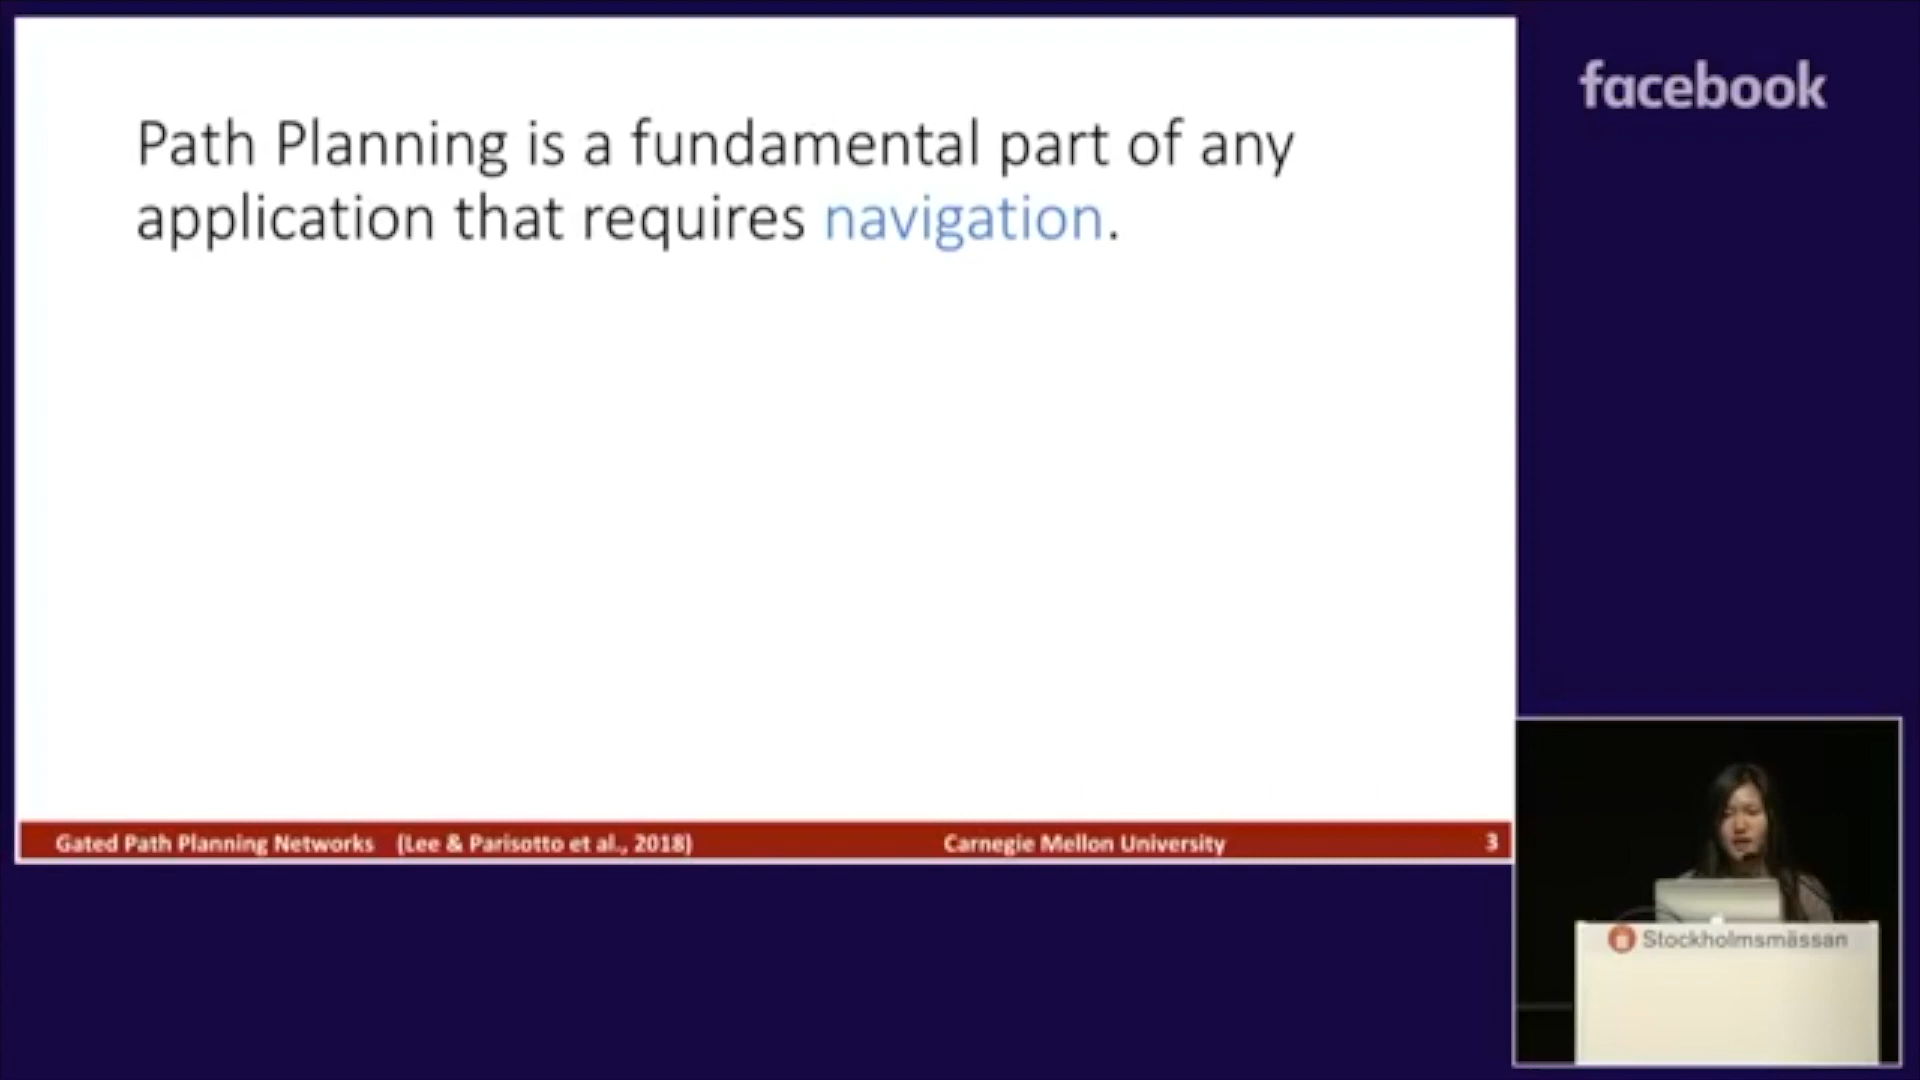 Path Planning is a fundamental part of any
application that requires navigation.
facebook
Gated Path Planning Networks (Lee & Parisotto et al., 2018) Carnegie Mellon University 3
Stockholmsmässan